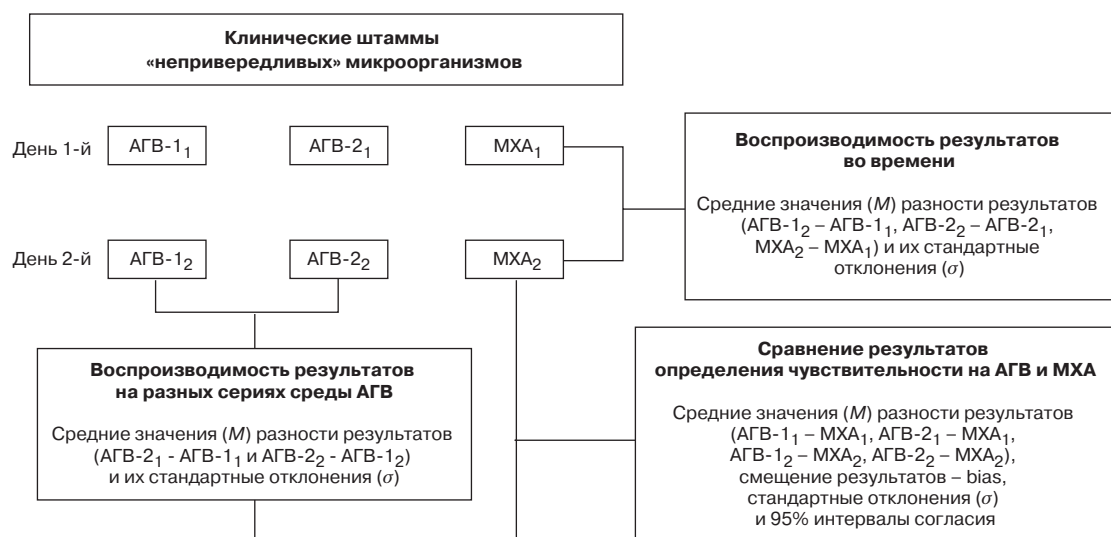 Клинические штаммы
«непривередливых» микроорганизмов
День 1-й
АГВ-1₁
АГВ-2₁
МХА₁
День 2-й
АГВ-1₂
АГВ-2₂
МХА₂
Воспроизводимость результатов
во времени
Средние значения (M) разности результатов
(АГВ-1₂ – АГВ-1₁, АГВ-2₂ – АГВ-2₁,
МХА₂ – МХА₁) и их стандартные
отклонения (σ)
Воспроизводимость результатов
на разных сериях среды АГВ
Средние значения (M) разности результатов
(АГВ-2₁ - АГВ-1₁ и АГВ-2₂ - АГВ-1₂)
и их стандартные отклонения (σ)
Сравнение результатов
определения чувствительности на АГВ и МХА
Средние значения (M) разности результатов
(АГВ-1₁ – МХА₁, АГВ-2₁ – МХА₁,
АГВ-1₂ – МХА₂, АГВ-2₂ – МХА₂),
смещение результатов – bias,
стандартные отклонения (σ)
и 95% интервалы согласия